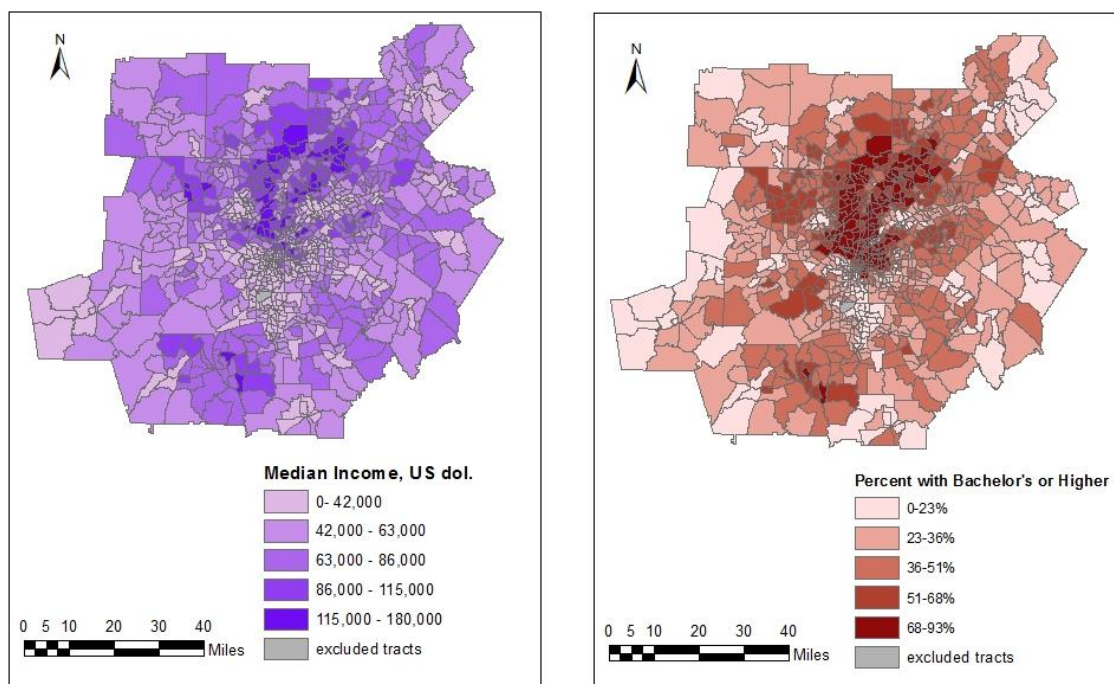 N
Median Income, US dol.
0- 42,000
42,000 - 63,000
63,000 - 86,000
86,000 - 115,000
115,000 - 180,000
excluded tracts
0 5 10 20 30 40
Miles
N
Percent with Bachelor's or Higher
0-23%
23-36%
36-51%
51-68%
68-93%
excluded tracts
0 5 10 20 30 40
Miles